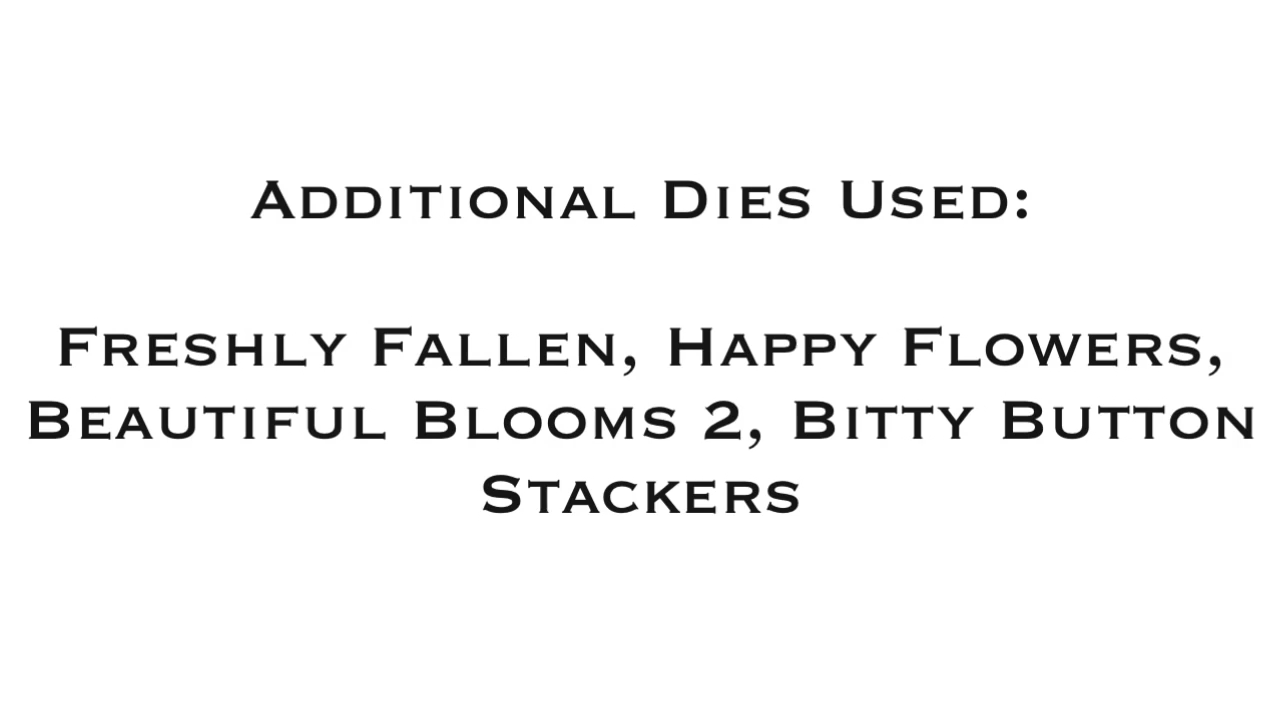 Additional Dies Used:
Freshly Fallen, Happy Flowers,
Beautiful Blooms 2, Bitty Button
Stackers